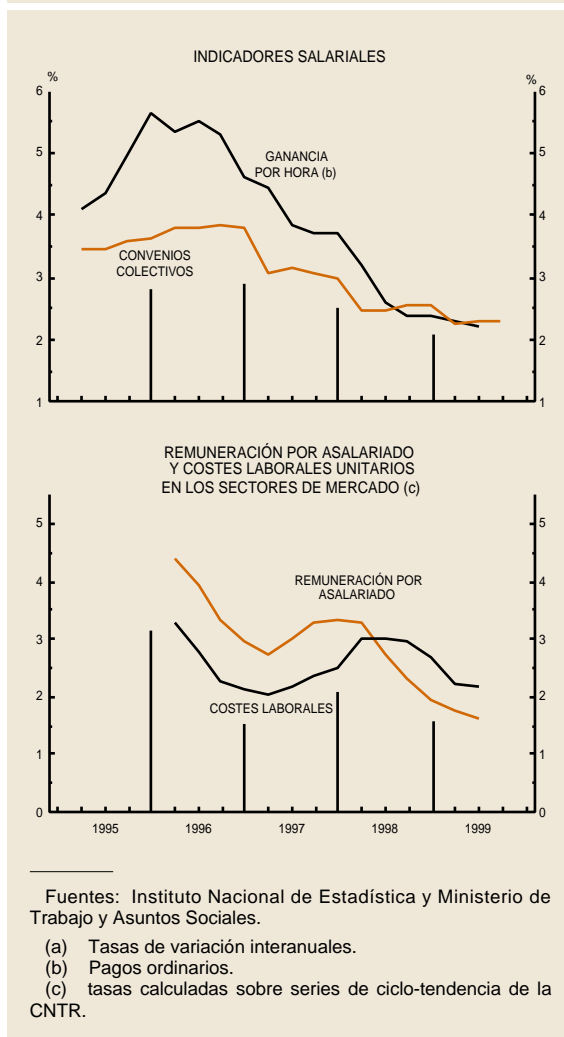 INDICADORES SALARIALES
% %
6 6
5 5
4 4
3 3
2 2
1 1
GANANCIA
POR HORA (b)
CONVENIOS
COLECTIVOS
REMUNERACIÓN POR ASALARIADO
Y COSTES LABORALES UNITARIOS
EN LOS SECTORES DE MERCADO (c)
5 5
4 4
3 3
2 2
1 1
0 0
REMUNERACIÓN POR
ASALARIADO
COSTES LABORALES
1995 1996 1997 1998 1999
Fuentes: Instituto Nacional de Estadística y Ministerio de
Trabajo y Asuntos Sociales.
(a) Tasas de variación interanuales.
(b) Pagos ordinarios.
(c) tasas calculadas sobre series de ciclo-tendencia de la
CNTR.